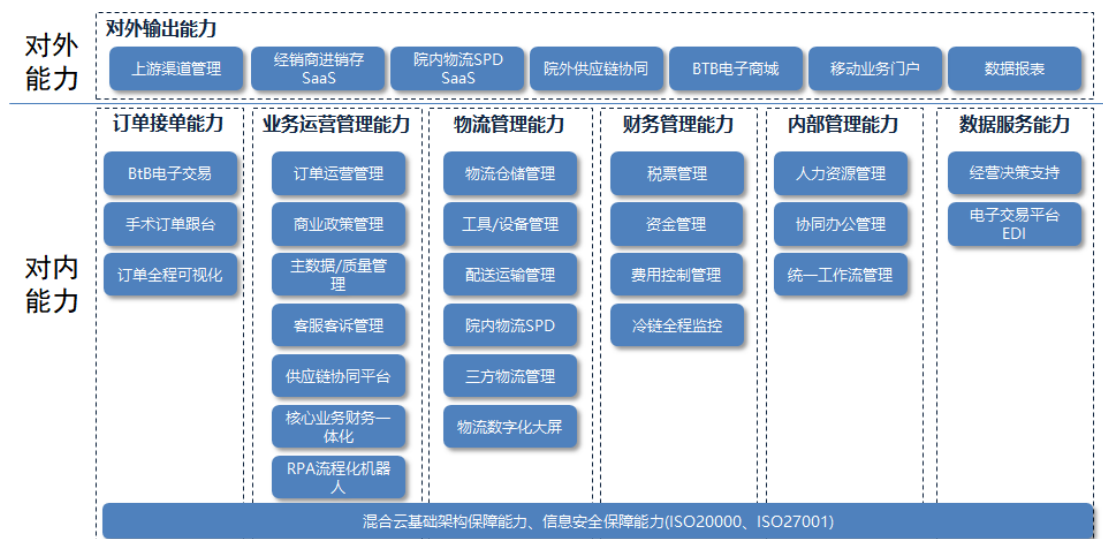 对外
能力
对外输出能力
上游渠道管理
经销商进销存
SaaS
院内物流SPD
SaaS
院外供应链协同
BTB电子商城
移动业务门户
数据报表
对内
能力
订单接单能力
BtB电子交易
手术订单跟台
订单全程可视化
业务运营管理能力
订单运营管理
商业政策管理
主数据/质量管
理
客服客诉管理
供应链协同平台
核心业务财务一
体化
RPA流程化机器
人
物流管理能力
物流仓储管理
工具/设备管理
配送运输管理
院内物流SPD
三方物流管理
物流数字化大屏
财务管理能力
税票管理
资金管理
费用控制管理
冷链全程监控
内部管理能力
人力资源管理
协同办公管理
统一工作流管理
数据服务能力
经营决策支持
电子交易平台
EDI
混合云基础架构保障能力、信息安全保障能力(ISO20000、ISO27001)